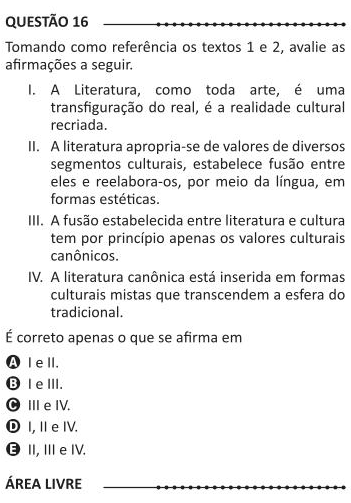 QUESTÃO 16
Tomando como referência os textos 1 e 2, avalie as
afirmações a seguir.
I. A Literatura, como toda arte, é uma
transfiguração do real, é a realidade cultural
recriada.
II. A literatura apropria-se de valores de diversos
segmentos culturais, estabelece fusão entre
eles e reelabora-os, por meio da língua, em
formas estéticas.
III. A fusão estabelecida entre literatura e cultura
tem por princípio apenas os valores culturais
canônicos.
IV. A literatura canônica está inserida em formas
culturais mistas que transcendem a esfera do
tradicional.
É correto apenas o que se afirma em
A I e II.
B I e III.
C III e IV.
D I, II e IV.
E II, III e IV.
ÁREA LIVRE